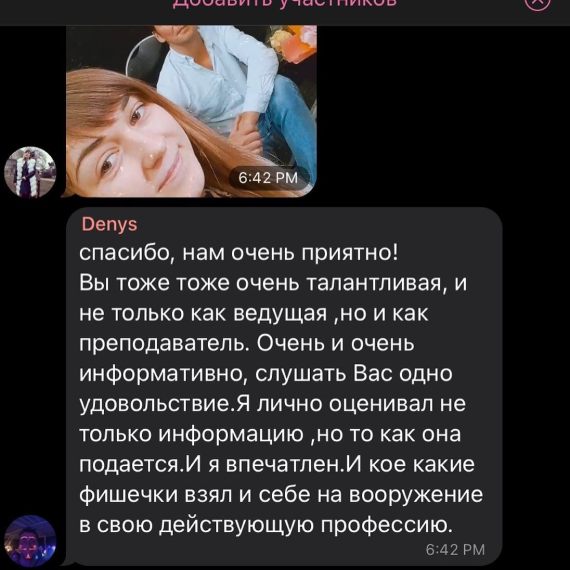 Добавить участников
6:42 PM
Denys
спасибо, нам очень приятно!
Вы тоже тоже очень талантливая, и
не только как ведущая ,но и как
преподаватель. Очень и очень
информативно, слушать Вас одно
удовольствие.Я лично оценивал не
только информацию ,но то как она
подается.И я впечатлен.И кое какие
фишечки взял и себе на вооружение
в свою действующую профессию.
6:42 PM